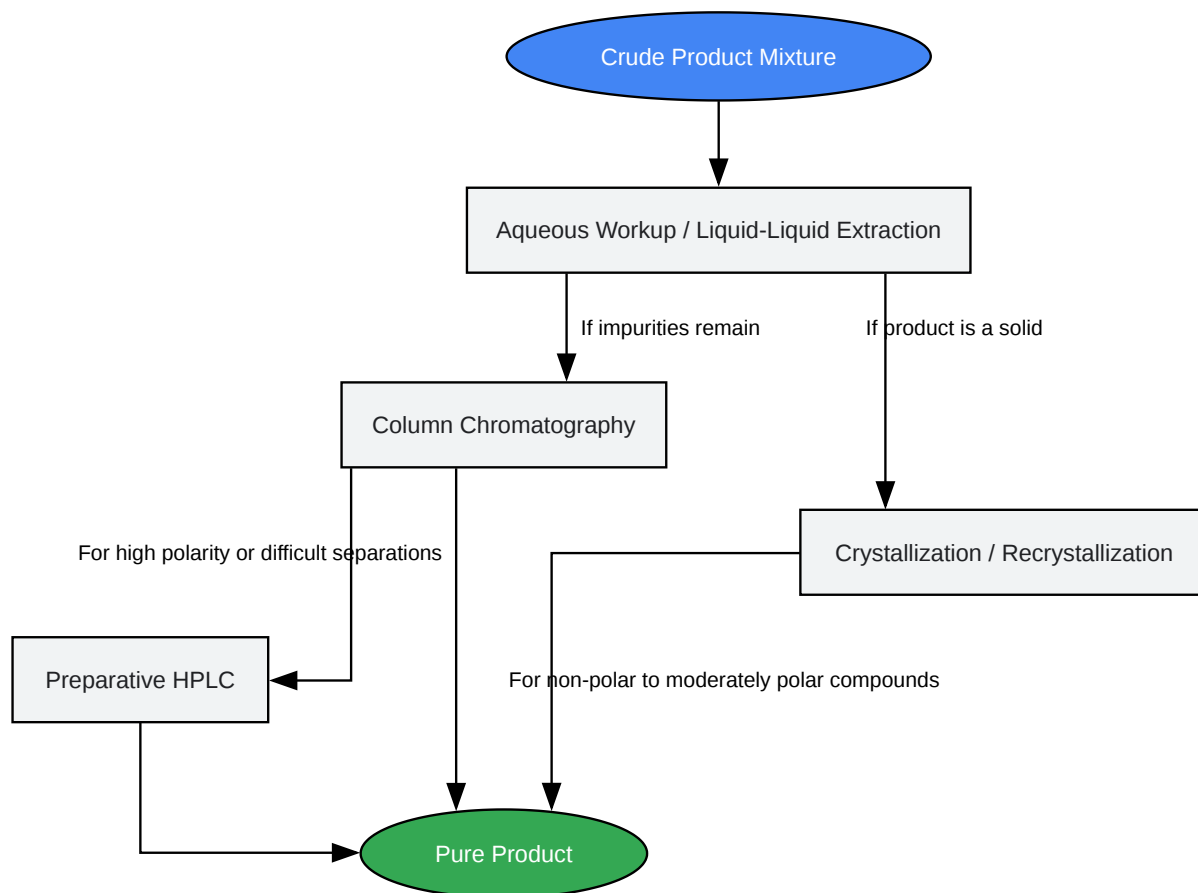 Crude Product Mixture
Aqueous Workup / Liquid-Liquid Extraction
If impurities remain
If product is a solid
Column Chromatography
For high polarity or difficult separations
Crystallization / Recrystallization
Preparative HPLC
For non-polar to moderately polar compounds
Pure Product